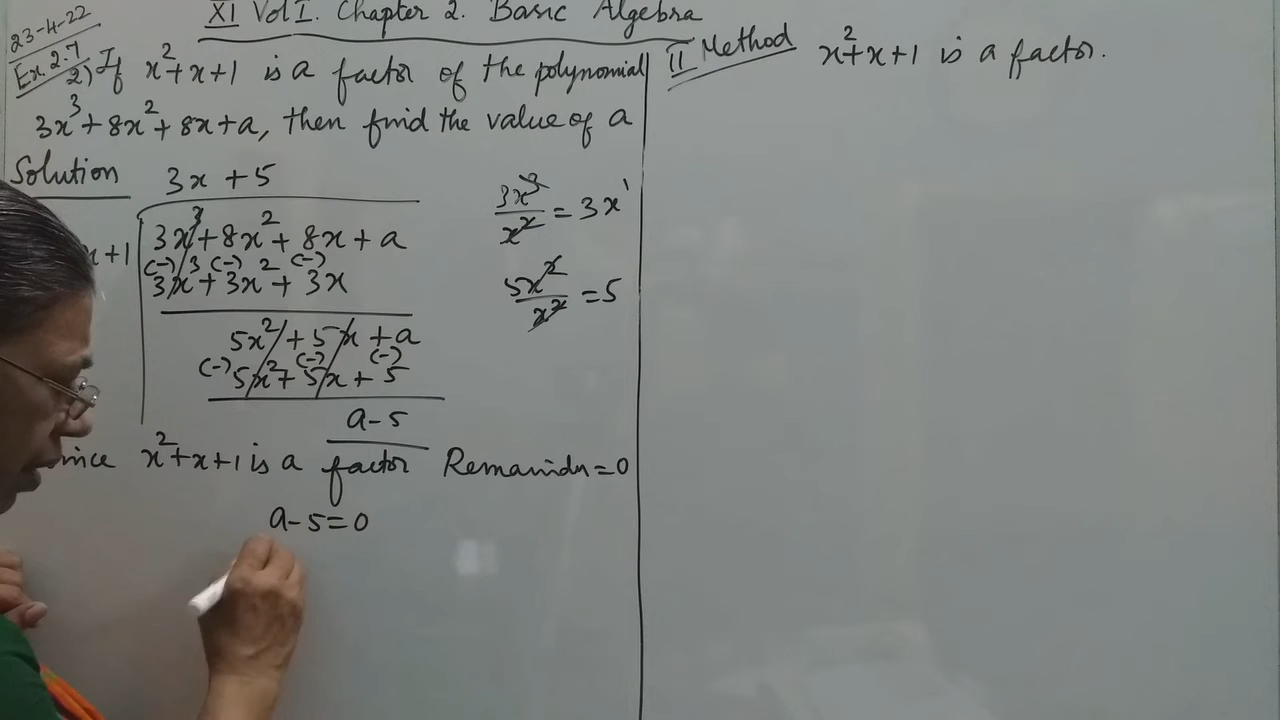 XI Vol I. Chapter 2. Basic Algebra
23-4-22
Ex 2.7
2) If x²+x+1 is a factor of the polynomial
3x³+8x²+8x+a, then find the value of a
Solution
3x+5
x+1 3x³+8x²+8x+a
(-) (-) (-)
3x³+3x²+3x
5x²+5x+a
(-) (-) (-)
5x²+5x+5
a-5
x²+x+1 is a factor Remainder=0
a-5=0
3x³/x²=3x¹
5x²/x²=5
II Method x²+x+1 is a factor.